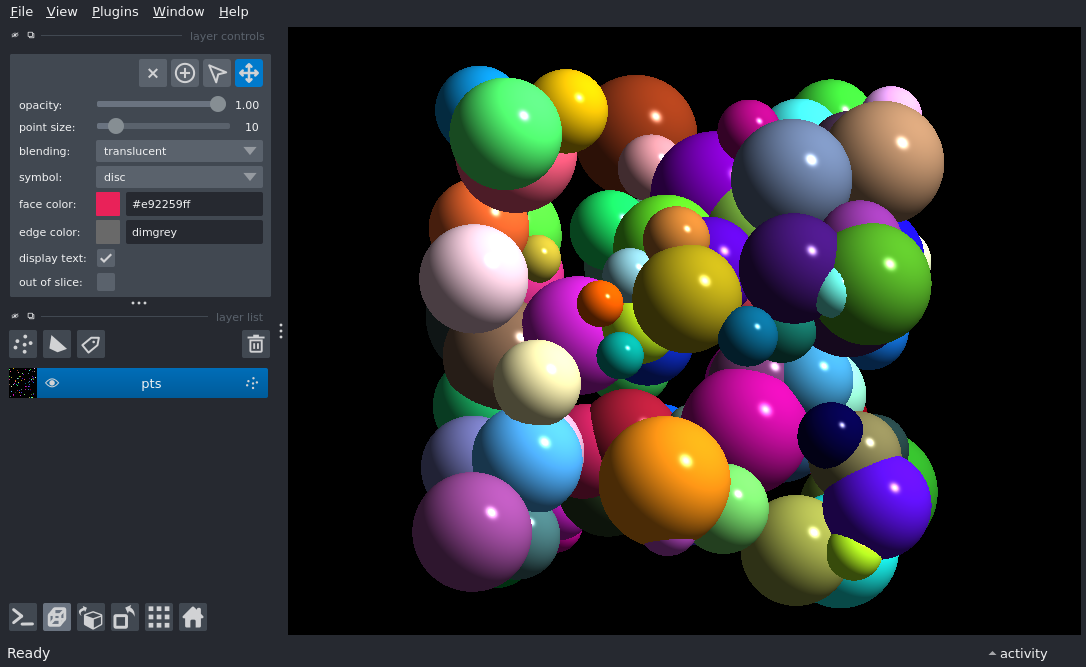 File View Plugins Window Help
layer controls
opacity: 1.00
point size: 10
blending: translucent
symbol: disc
face color: #e92259ff
edge color: dimgrey
display text:
out of slice:
layer list
pts
Ready activity